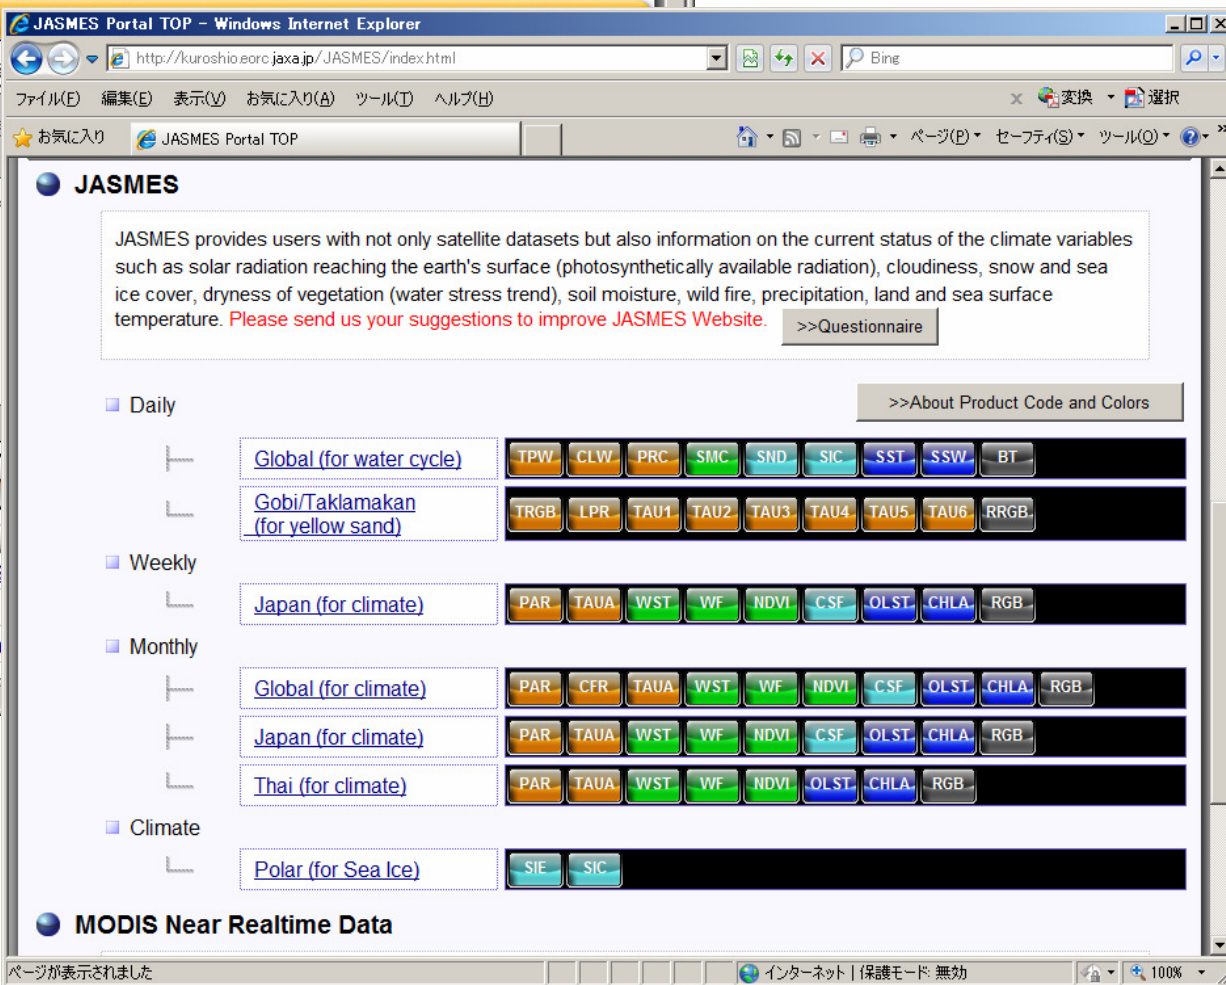 JASMES Portal TOP - Windows Internet Explorer
http://kuroshio.eorc.jaxa.jp/JASMES/index.html
Bing
ファイル(F) 編集(E) 表示(V) お気に入り(A) ツール(T) ヘルプ(H)
x 変換 選択
お気に入り JASMES Portal TOP ページ(P) セーフティ(S) ツール(O) »
JASMES
JASMES provides users with not only satellite datasets but also information on the current status of the climate variables
such as solar radiation reaching the earth's surface (photosynthetically available radiation), cloudiness, snow and sea
ice cover, dryness of vegetation (water stress trend), soil moisture, wild fire, precipitation, land and sea surface
temperature. Please send us your suggestions to improve JASMES Website. >>Questionnaire
Daily >>About Product Code and Colors
Global (for water cycle) TPW CLW PRC SMC SND SIC SST SSW BT
Gobi/Taklamakan
(for yellow sand) TRGB LPR TAU1 TAU2 TAU3 TAU4 TAU5 TAU6 RRGB
Weekly
Japan (for climate) PAR TAUA WST WF NDVI CSF OLST CHLA RGB
Monthly
Global (for climate) PAR CFR TAUA WST WF NDVI CSF OLST CHLA RGB
Japan (for climate) PAR TAUA WST WF NDVI CSF OLST CHLA RGB
Thai (for climate) PAR TAUA WST WF NDVI OLST CHLA RGB
Climate
Polar (for Sea Ice) SIE SIC
MODIS Near Realtime Data
ページが表示されました インターネット | 保護モード: 無効 100%